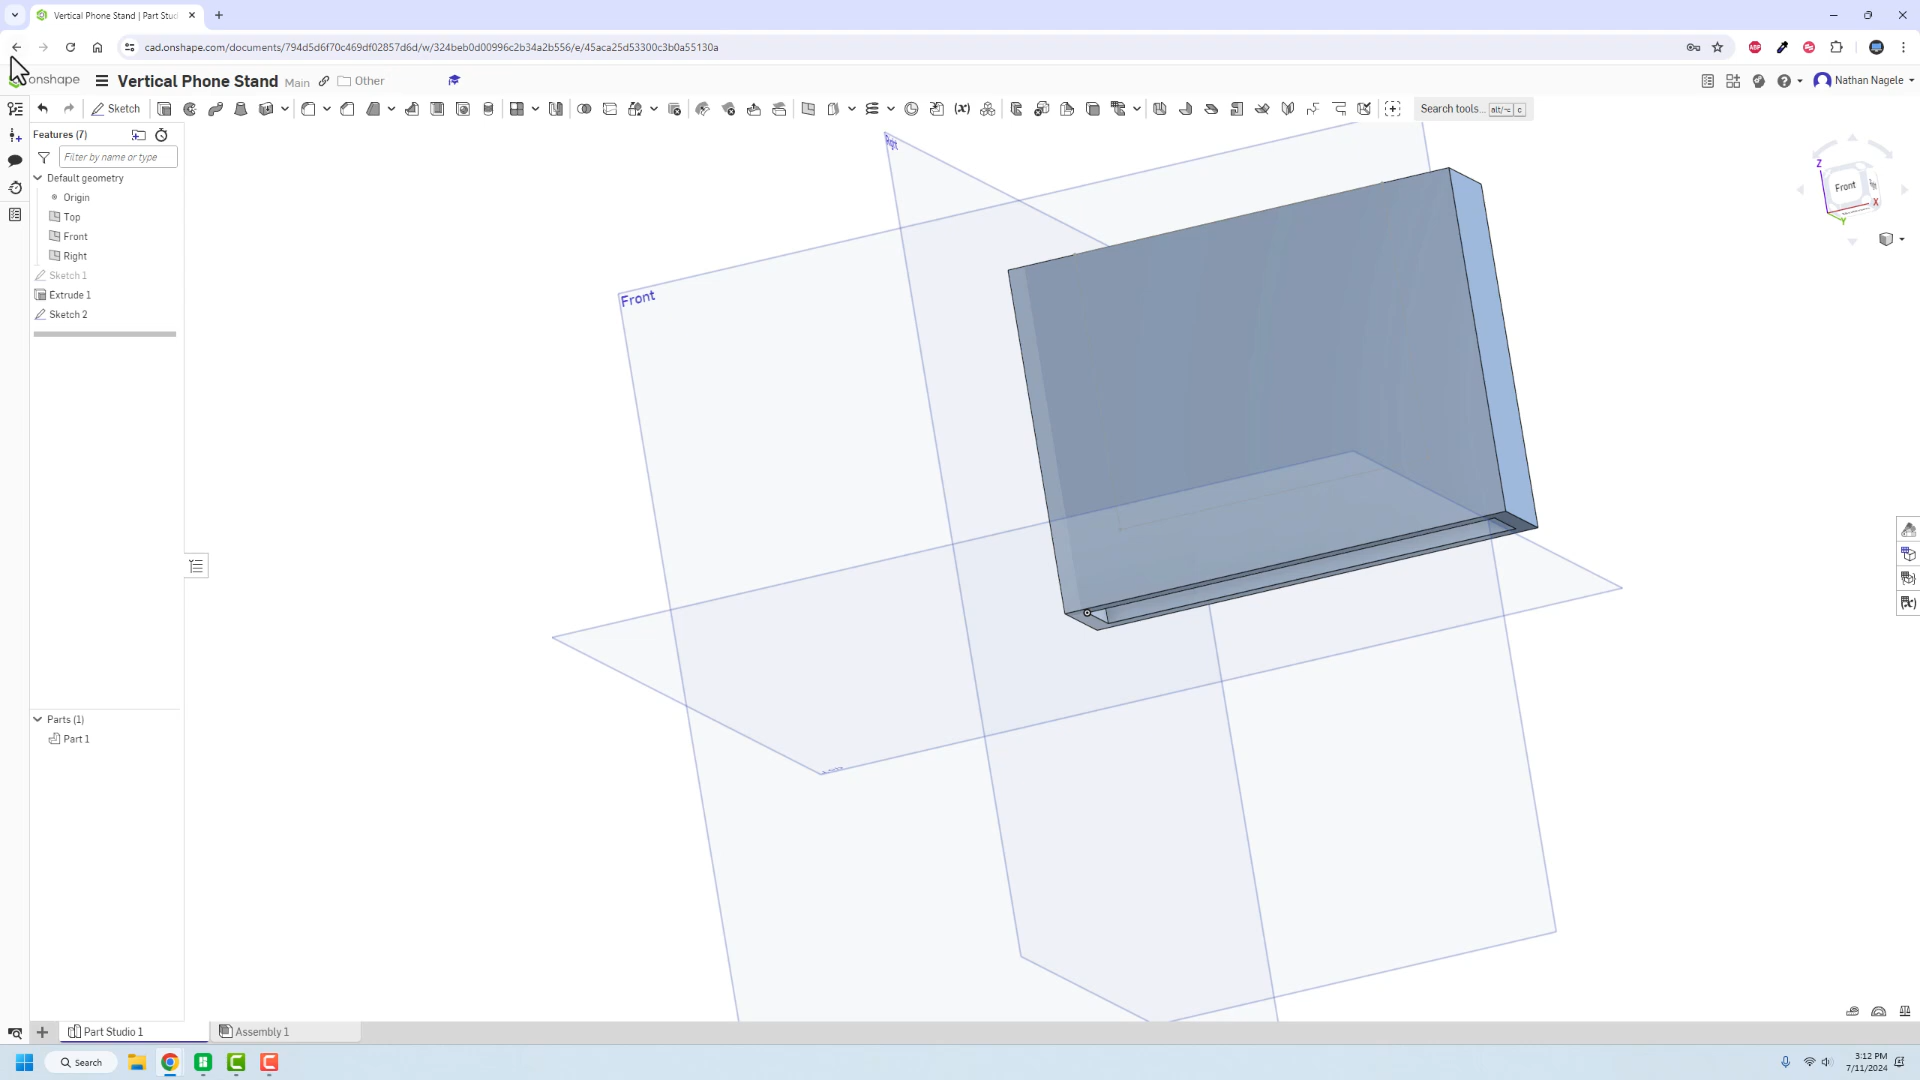 Vertical Phone Stand | Part Stud
cad.onshape.com/documents/794d5d6f70c469df02857d6d/w/324beb0d00996c2b34a2b556/e/45aca25d53300c3b0a55130a
onshape
Vertical Phone Stand Main Other
Nathan Nagele
Sketch
Search tools... alt/⌥ c
Features (7)
Filter by name or type
Default geometry
Origin
Top
Front
Right
Sketch 1
Extrude 1
Sketch 2
Parts (1)
Part 1
Right
Front
Z
Front
X
Y
Part Studio 1
Assembly 1
Search
3:12 PM
7/11/2024